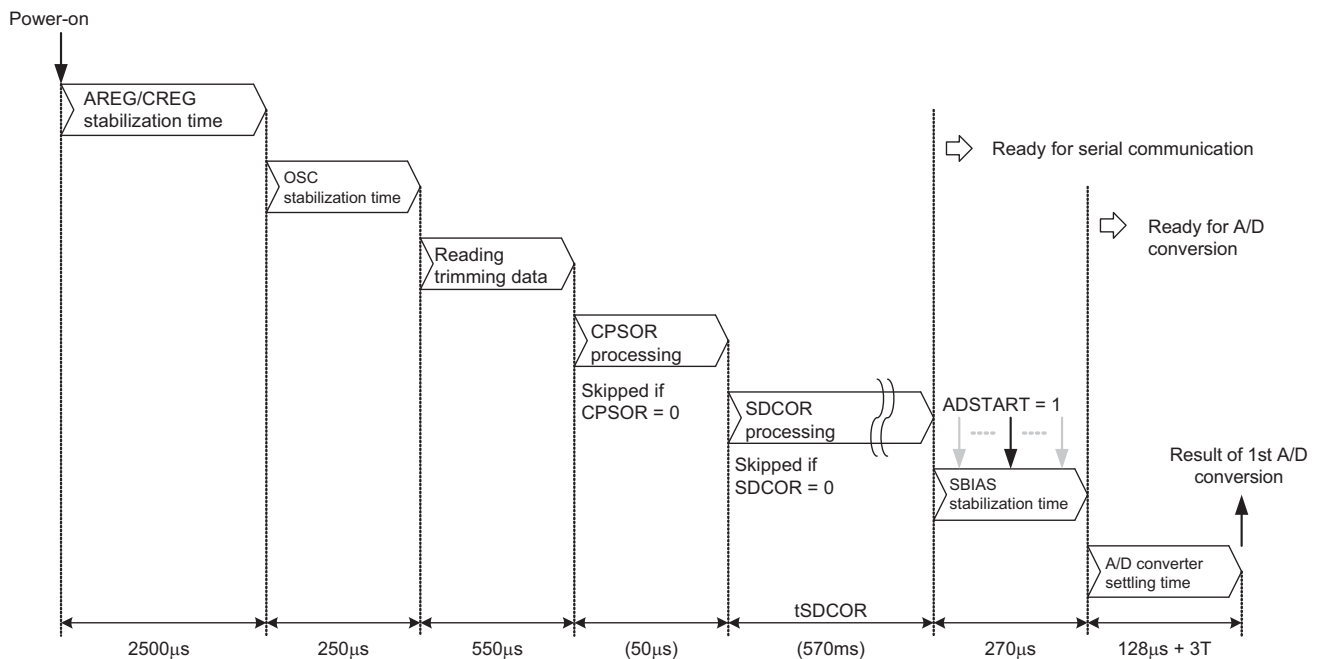 Power-on
AREG/CREG
stabilization time
OSC
stabilization time
Reading
trimming data
CPSOR
processing
Skipped if
CPSOR = 0
SDCOR
processing
Skipped if
SDCOR = 0
Ready for serial communication
Ready for A/D
conversion
ADSTART = 1
SBIAS
stabilization time
Result of 1st A/D
conversion
A/D converter
settling time
tSDCOR
2500µs
250µs
550µs
(50µs)
(570ms)
270µs
128µs + 3T